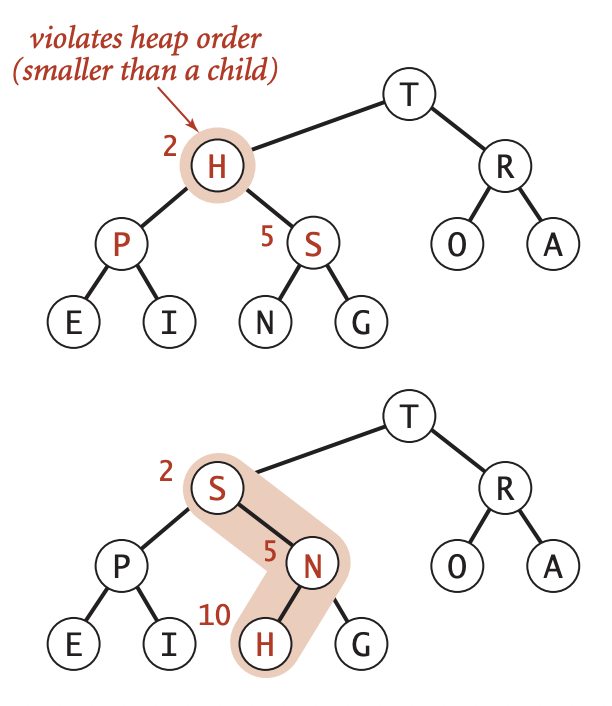 violates heap order
(smaller than a child)
T
2 H R
P 5 S O A
E I N G
T
2 S R
P 5 N O A
E I 10 H G